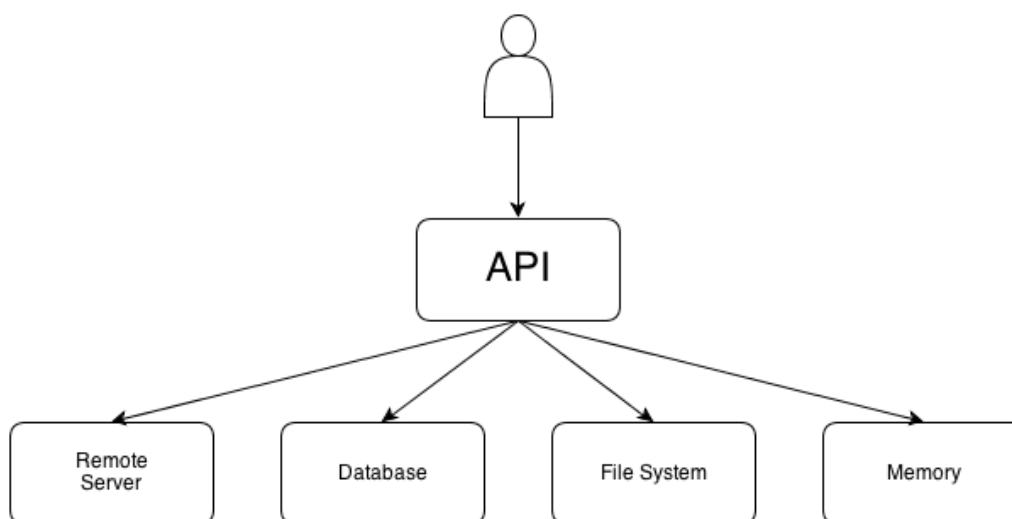 API
Remote
Server
Database
File System
Memory